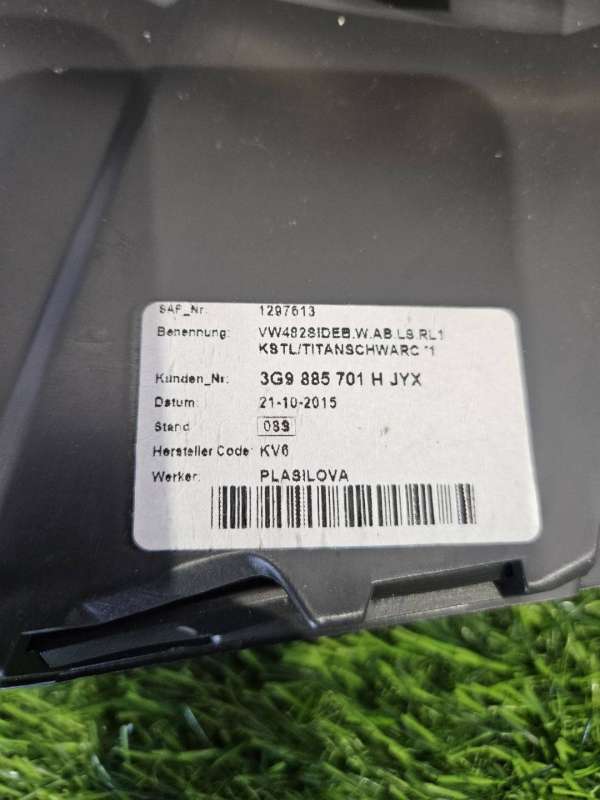 SAP_Nr: 1297613
Benennung: VW482SIDEB.W.AB.LS.RL1
KSTL/TITANSCHWARC *1
Kunden_Nr: 3G9 885 701 H JYX
Datum: 21-10-2015
Stand 08S
Hersteller Code: KV6
Werker: PLASILOVA